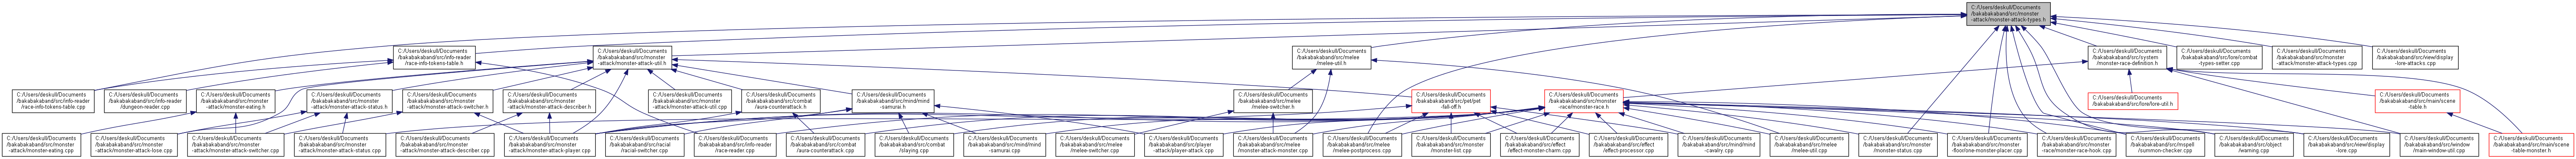 C:/Users/deskull/Documents
/bakabakaband/src/monster
-attack/monster-attack-types.h
C:/Users/deskull/Documents
/bakabakaband/src/info-reader
/race-info-tokens-table.h
C:/Users/deskull/Documents
/bakabakaband/src/monster
-attack/monster-attack-util.h
C:/Users/deskull/Documents
/bakabakaband/src/melee
/melee-util.h
C:/Users/deskull/Documents
/bakabakaband/src/system
/monster-race-definition.h
C:/Users/deskull/Documents
/bakabakaband/src/lore/combat
-types-setter.cpp
C:/Users/deskull/Documents
/bakabakaband/src/monster
-attack/monster-attack-types.cpp
C:/Users/deskull/Documents
/bakabakaband/src/view/display
-lore-attacks.cpp
C:/Users/deskull/Documents
/bakabakaband/src/info-reader
/race-info-tokens-table.cpp
C:/Users/deskull/Documents
/bakabakaband/src/info-reader
/dungeon-reader.cpp
C:/Users/deskull/Documents
/bakabakaband/src/monster
-attack/monster-eating.h
C:/Users/deskull/Documents
/bakabakaband/src/monster
-attack/monster-attack-status.h
C:/Users/deskull/Documents
/bakabakaband/src/monster
-attack/monster-attack-switcher.h
C:/Users/deskull/Documents
/bakabakaband/src/monster
-attack/monster-attack-describer.h
C:/Users/deskull/Documents
/bakabakaband/src/monster
-attack/monster-attack-util.cpp
C:/Users/deskull/Documents
/bakabakaband/src/combat
/aura-counterattack.h
C:/Users/deskull/Documents
/bakabakaband/src/mind/mind
-samurai.h
C:/Users/deskull/Documents
/bakabakaband/src/melee
/melee-switcher.h
C:/Users/deskull/Documents
/bakabakaband/src/pet/pet
-fall-off.h
C:/Users/deskull/Documents
/bakabakaband/src/monster
-race/monster-race.h
C:/Users/deskull/Documents
/bakabakaband/src/lore/lore-util.h
C:/Users/deskull/Documents
/bakabakaband/src/main/scene
-table.h
C:/Users/deskull/Documents
/bakabakaband/src/monster
-attack/monster-eating.cpp
C:/Users/deskull/Documents
/bakabakaband/src/monster
-attack/monster-attack-lose.cpp
C:/Users/deskull/Documents
/bakabakaband/src/monster
-attack/monster-attack-switcher.cpp
C:/Users/deskull/Documents
/bakabakaband/src/monster
-attack/monster-attack-status.cpp
C:/Users/deskull/Documents
/bakabakaband/src/monster
-attack/monster-attack-describer.cpp
C:/Users/deskull/Documents
/bakabakaband/src/monster
-attack/monster-attack-player.cpp
C:/Users/deskull/Documents
/bakabakaband/src/racial
/racial-switcher.cpp
C:/Users/deskull/Documents
/bakabakaband/src/info-reader
/race-reader.cpp
C:/Users/deskull/Documents
/bakabakaband/src/combat
/aura-counterattack.cpp
C:/Users/deskull/Documents
/bakabakaband/src/combat
/slaying.cpp
C:/Users/deskull/Documents
/bakabakaband/src/mind/mind
-samurai.cpp
C:/Users/deskull/Documents
/bakabakaband/src/melee
/melee-switcher.cpp
C:/Users/deskull/Documents
/bakabakaband/src/player
-attack/player-attack.cpp
C:/Users/deskull/Documents
/bakabakaband/src/melee
/monster-attack-monster.cpp
C:/Users/deskull/Documents
/bakabakaband/src/melee
/melee-postprocess.cpp
C:/Users/deskull/Documents
/bakabakaband/src/monster
/monster-list.cpp
C:/Users/deskull/Documents
/bakabakaband/src/effect
/effect-monster-charm.cpp
C:/Users/deskull/Documents
/bakabakaband/src/effect
/effect-processor.cpp
C:/Users/deskull/Documents
/bakabakaband/src/mind/mind
-cavalry.cpp
C:/Users/deskull/Documents
/bakabakaband/src/melee
/melee-util.cpp
C:/Users/deskull/Documents
/bakabakaband/src/monster
/monster-status.cpp
C:/Users/deskull/Documents
/bakabakaband/src/monster
-floor/one-monster-placer.cpp
C:/Users/deskull/Documents
/bakabakaband/src/monster
-race/monster-race-hook.cpp
C:/Users/deskull/Documents
/bakabakaband/src/mspell
/summon-checker.cpp
C:/Users/deskull/Documents
/bakabakaband/src/object
/warning.cpp
C:/Users/deskull/Documents
/bakabakaband/src/view/display
-lore.cpp
C:/Users/deskull/Documents
/bakabakaband/src/window
/main-window-util.cpp
C:/Users/deskull/Documents
/bakabakaband/src/main/scene
-table-monster.h